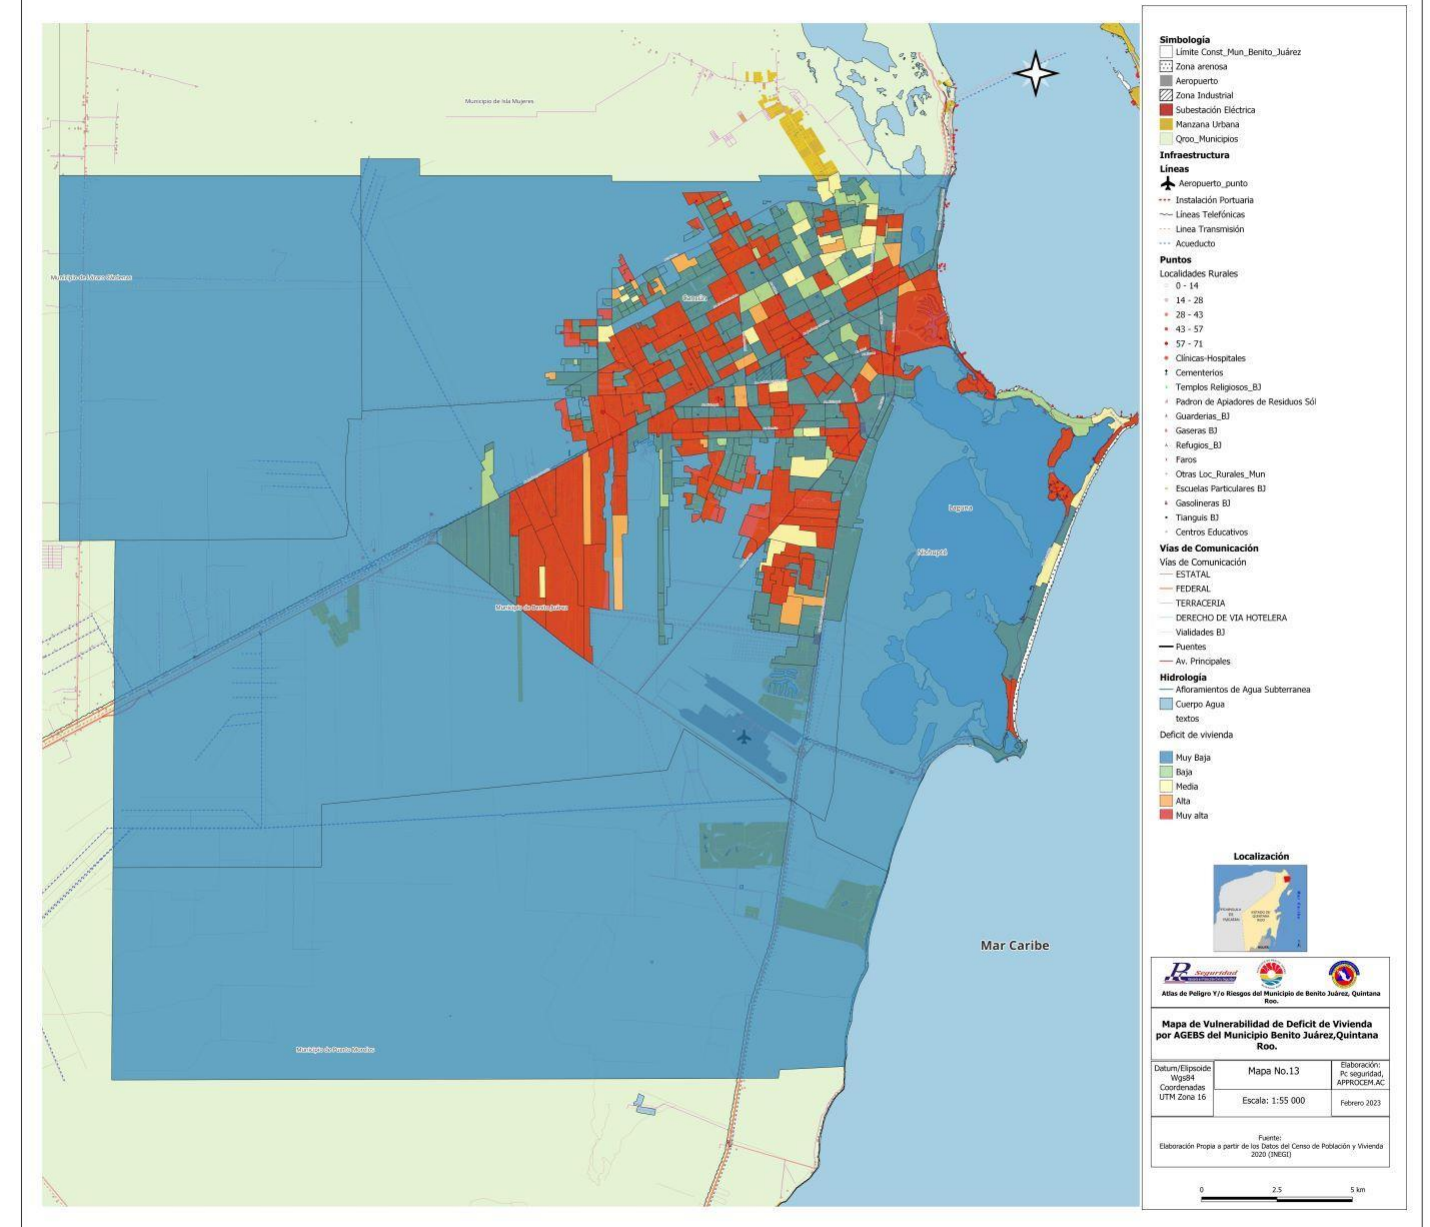 Simbología
Límite Const_Mun_Benito_Juárez
Zona arenosa
Aeropuerto
Zona Industrial
Subestación Eléctrica
Manzana Urbana
Qroo_Municipios
Infraestructura
Líneas
Aeropuerto_punto
Instalación Portuaria
Líneas Telefónicas
Linea Transmisión
Acueducto
Puntos
Localidades Rurales
0 - 14
14 - 28
28 - 43
43 - 57
57 - 71
Clínicas-Hospitales
Cementerios
Templos Religiosos_BJ
Padron de Apiadores de Residuos Sól
Guarderias_BJ
Gaseras BJ
Refugios_BJ
Faros
Otras Loc_Rurales_Mun
Escuelas Particulares BJ
Gasolineras BJ
Tianguis BJ
Centros Educativos
Vías de Comunicación
Vías de Comunicación
ESTATAL
FEDERAL
TERRACERIA
DERECHO DE VIA HOTELERA
Vialidades BJ
Puentes
Av. Principales
Hidrología
Afloramientos de Agua Subterranea
Cuerpo Agua
textos
Deficit de vivienda
Muy Baja
Baja
Media
Alta
Muy alta
Localización
Seguridad
Atlas de Peligro Y/o Riesgos del Municipio de Benito Juárez, Quintana
Roo.
Mapa de Vulnerabilidad de Deficit de Vivienda
por AGEBS del Municipio Benito Juárez,Quintana
Roo.
Datum/Elipsoide
Wgs84
Coordenadas
UTM Zona 16
Mapa No.13
Escala: 1:55 000
Elaboración:
Pc seguridad,
APPROCEM.AC
Febrero 2023
Fuente:
Elaboración Propia a partir de los Datos del Censo de Población y Vivienda
2020 (INEGI)
0 2.5 5 km
Municipio de Isla Mujeres
Municipio de Lázaro Cárdenas
Cancún
Laguna
Nichupté
Municipio de Benito Juárez
Mar Caribe
Municipio de Puerto Morelos